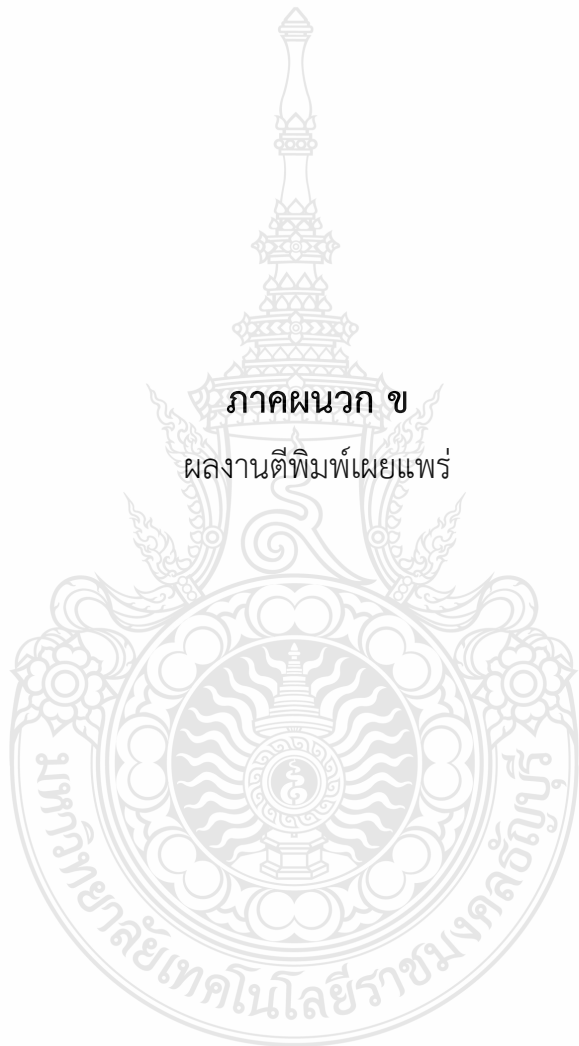 ภาคผนวก ข
ผลงานตีพิมพ์เผยแพร่
มหาวิทยาลัยเทคโนโลยีราชมงคลธัญบุรี